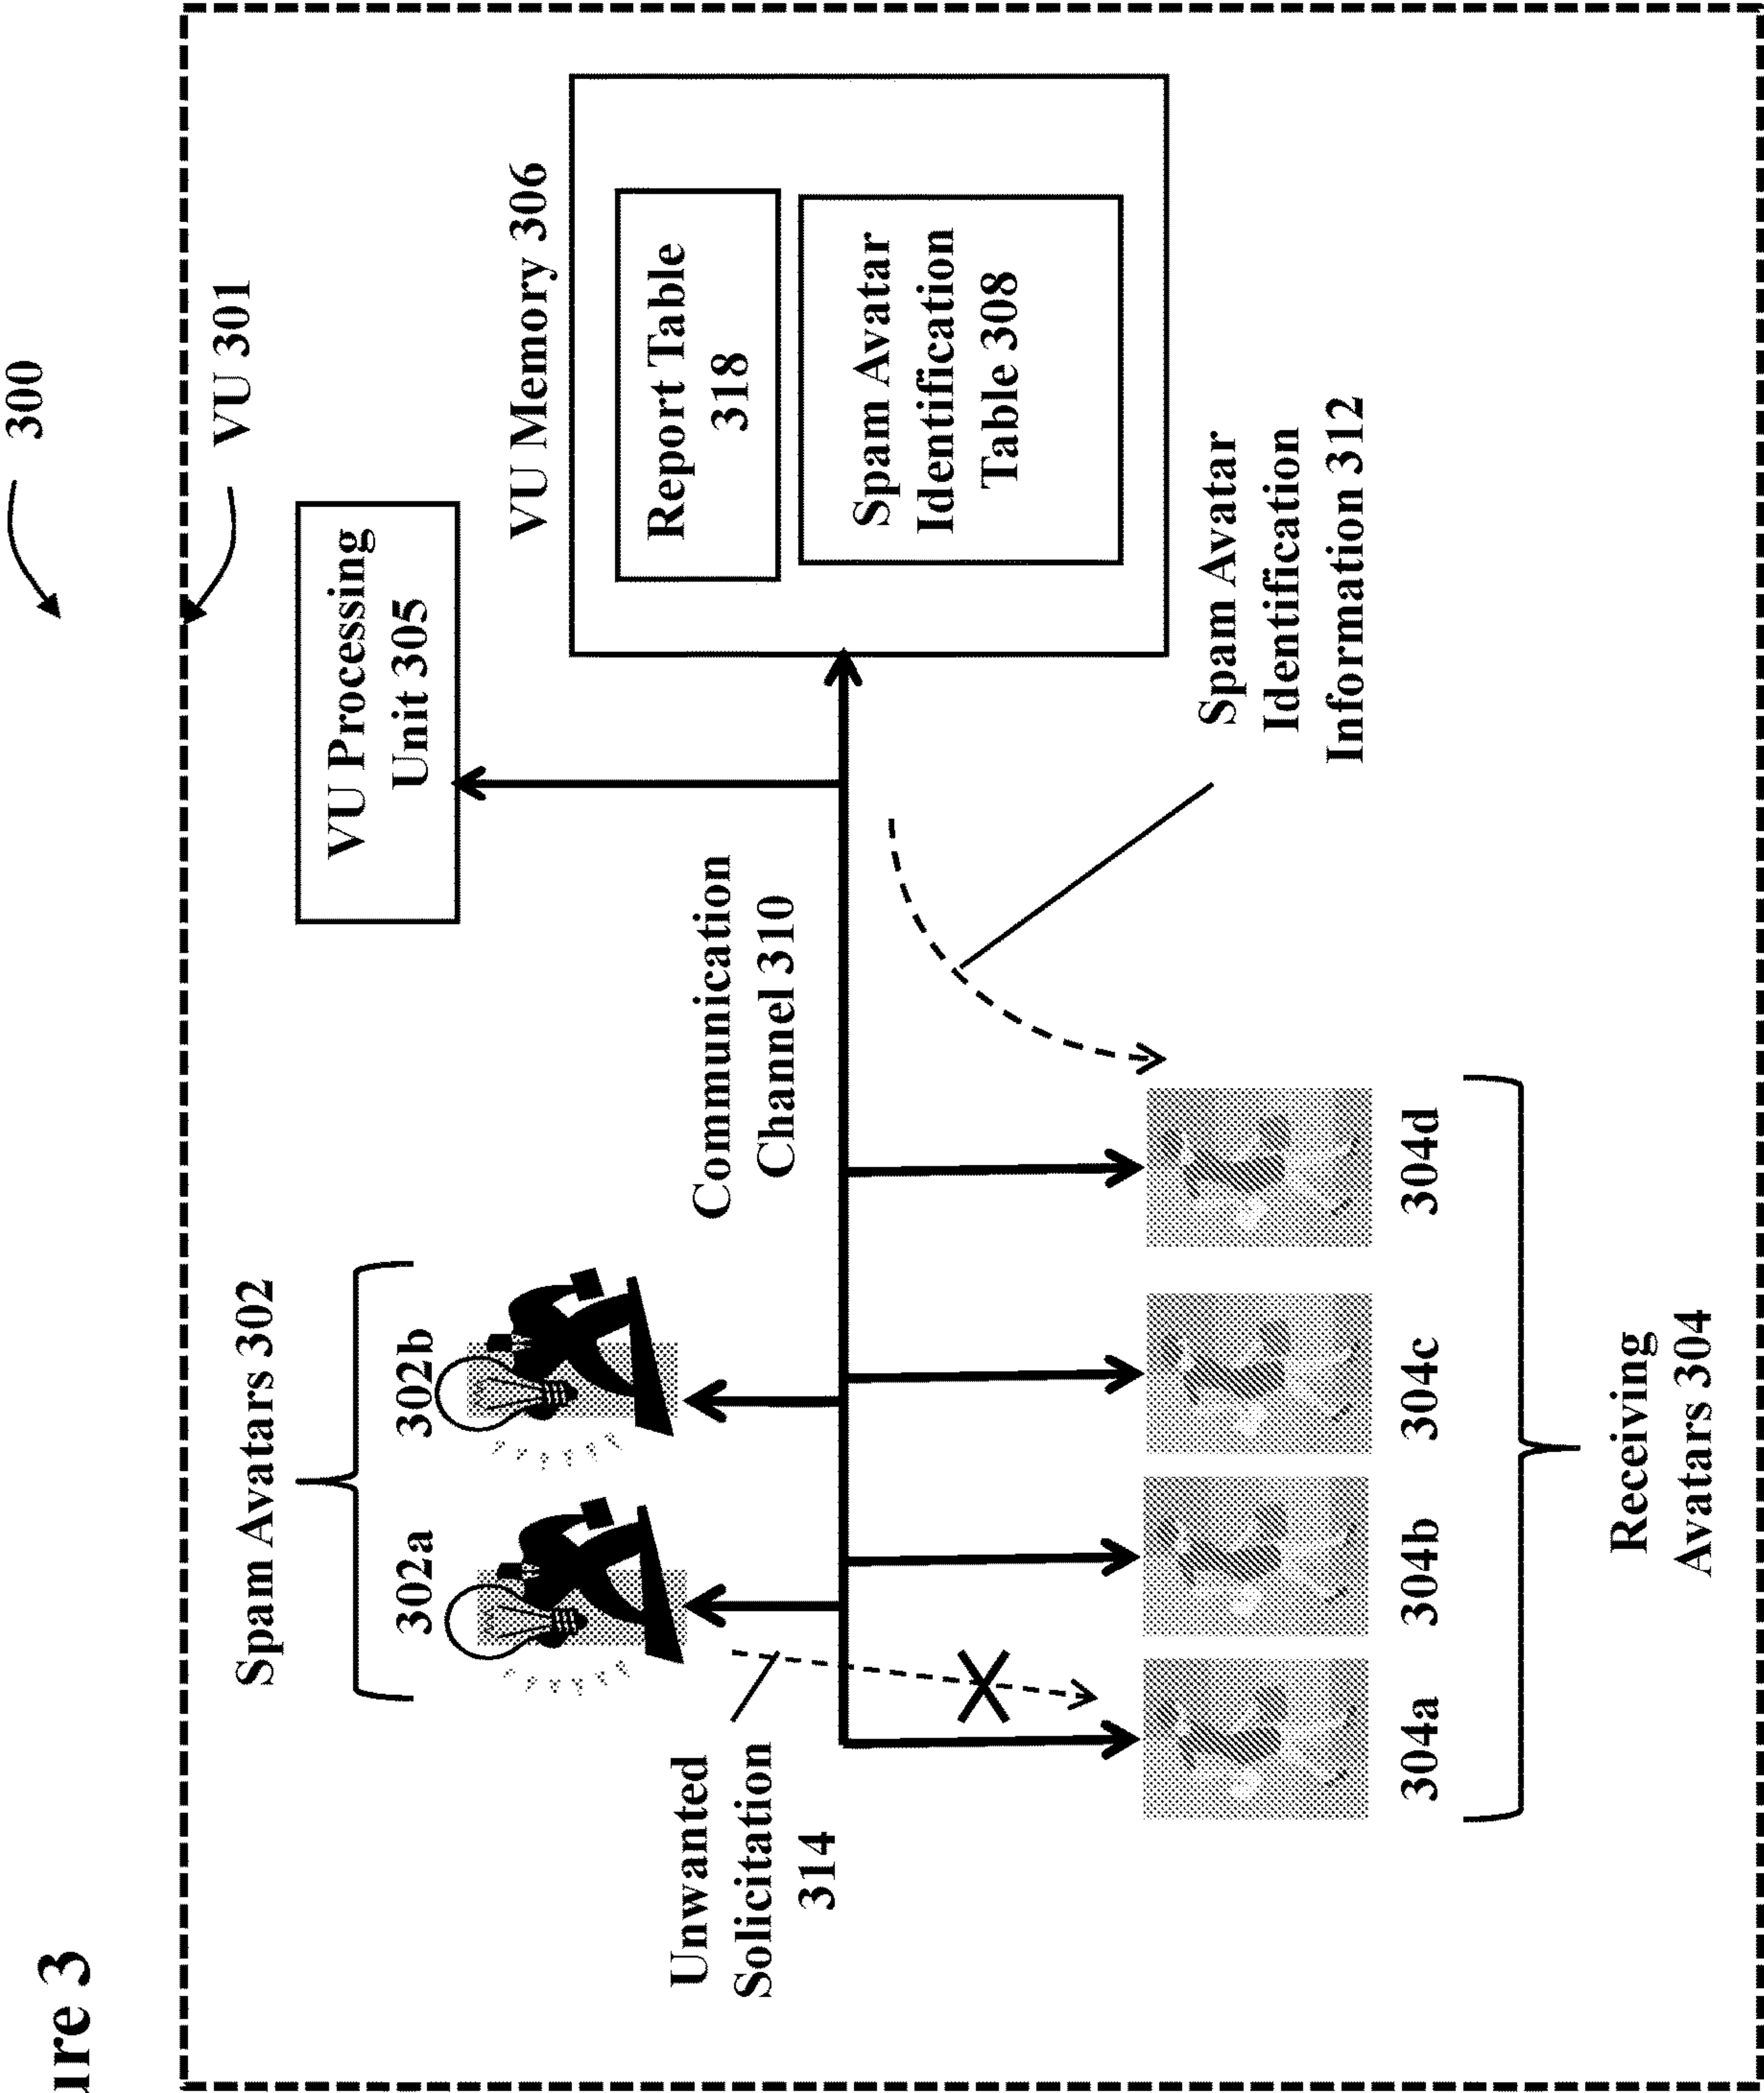 ure 3
300
VU 301
Spam Avatars 302
302a
302b
VU Processing
Unit 305
VU Memory 306
Report Table
318
Spam Avatar
Identification
Table 308
Communication
Channel 310
Unwanted
Solicitation
314
Spam Avatar
Identification
Information 312
304a
304b
304c
304d
Receiving
Avatars 304